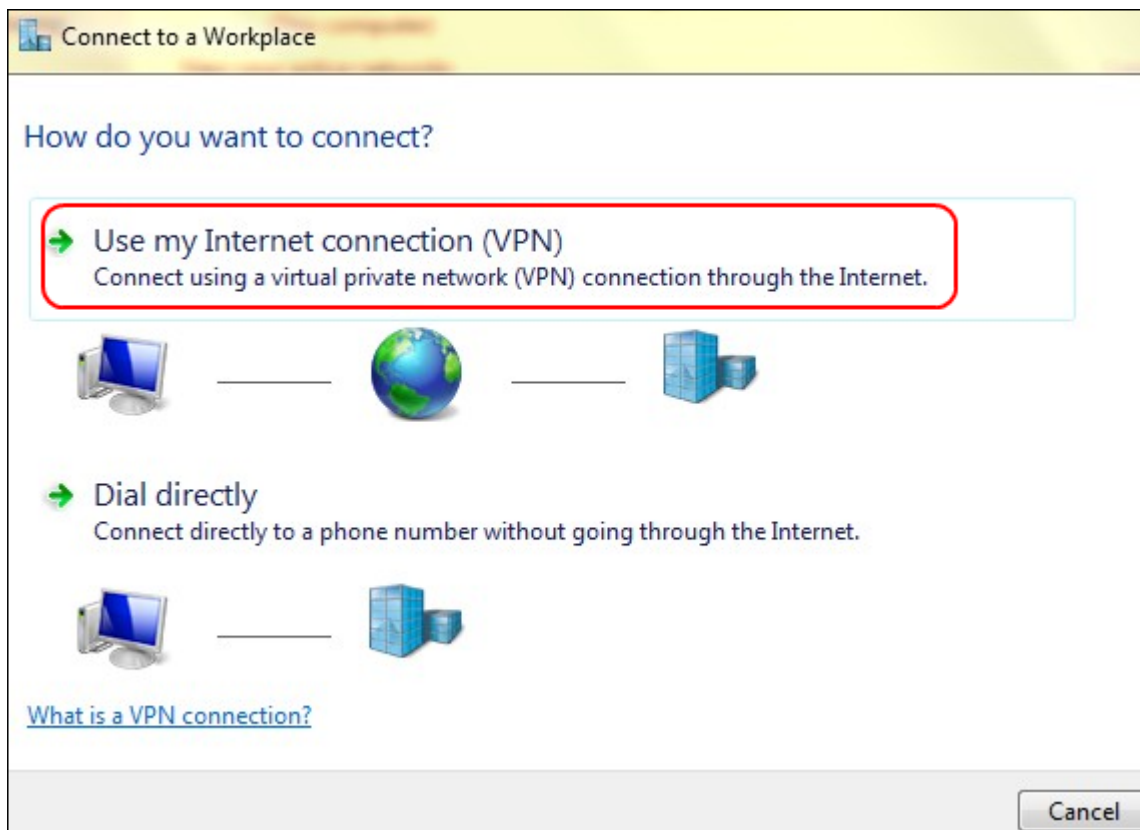 Connect to a Workplace
How do you want to connect?
Use my Internet connection (VPN)
Connect using a virtual private network (VPN) connection through the Internet.
Dial directly
Connect directly to a phone number without going through the Internet.
What is a VPN connection?
Cancel